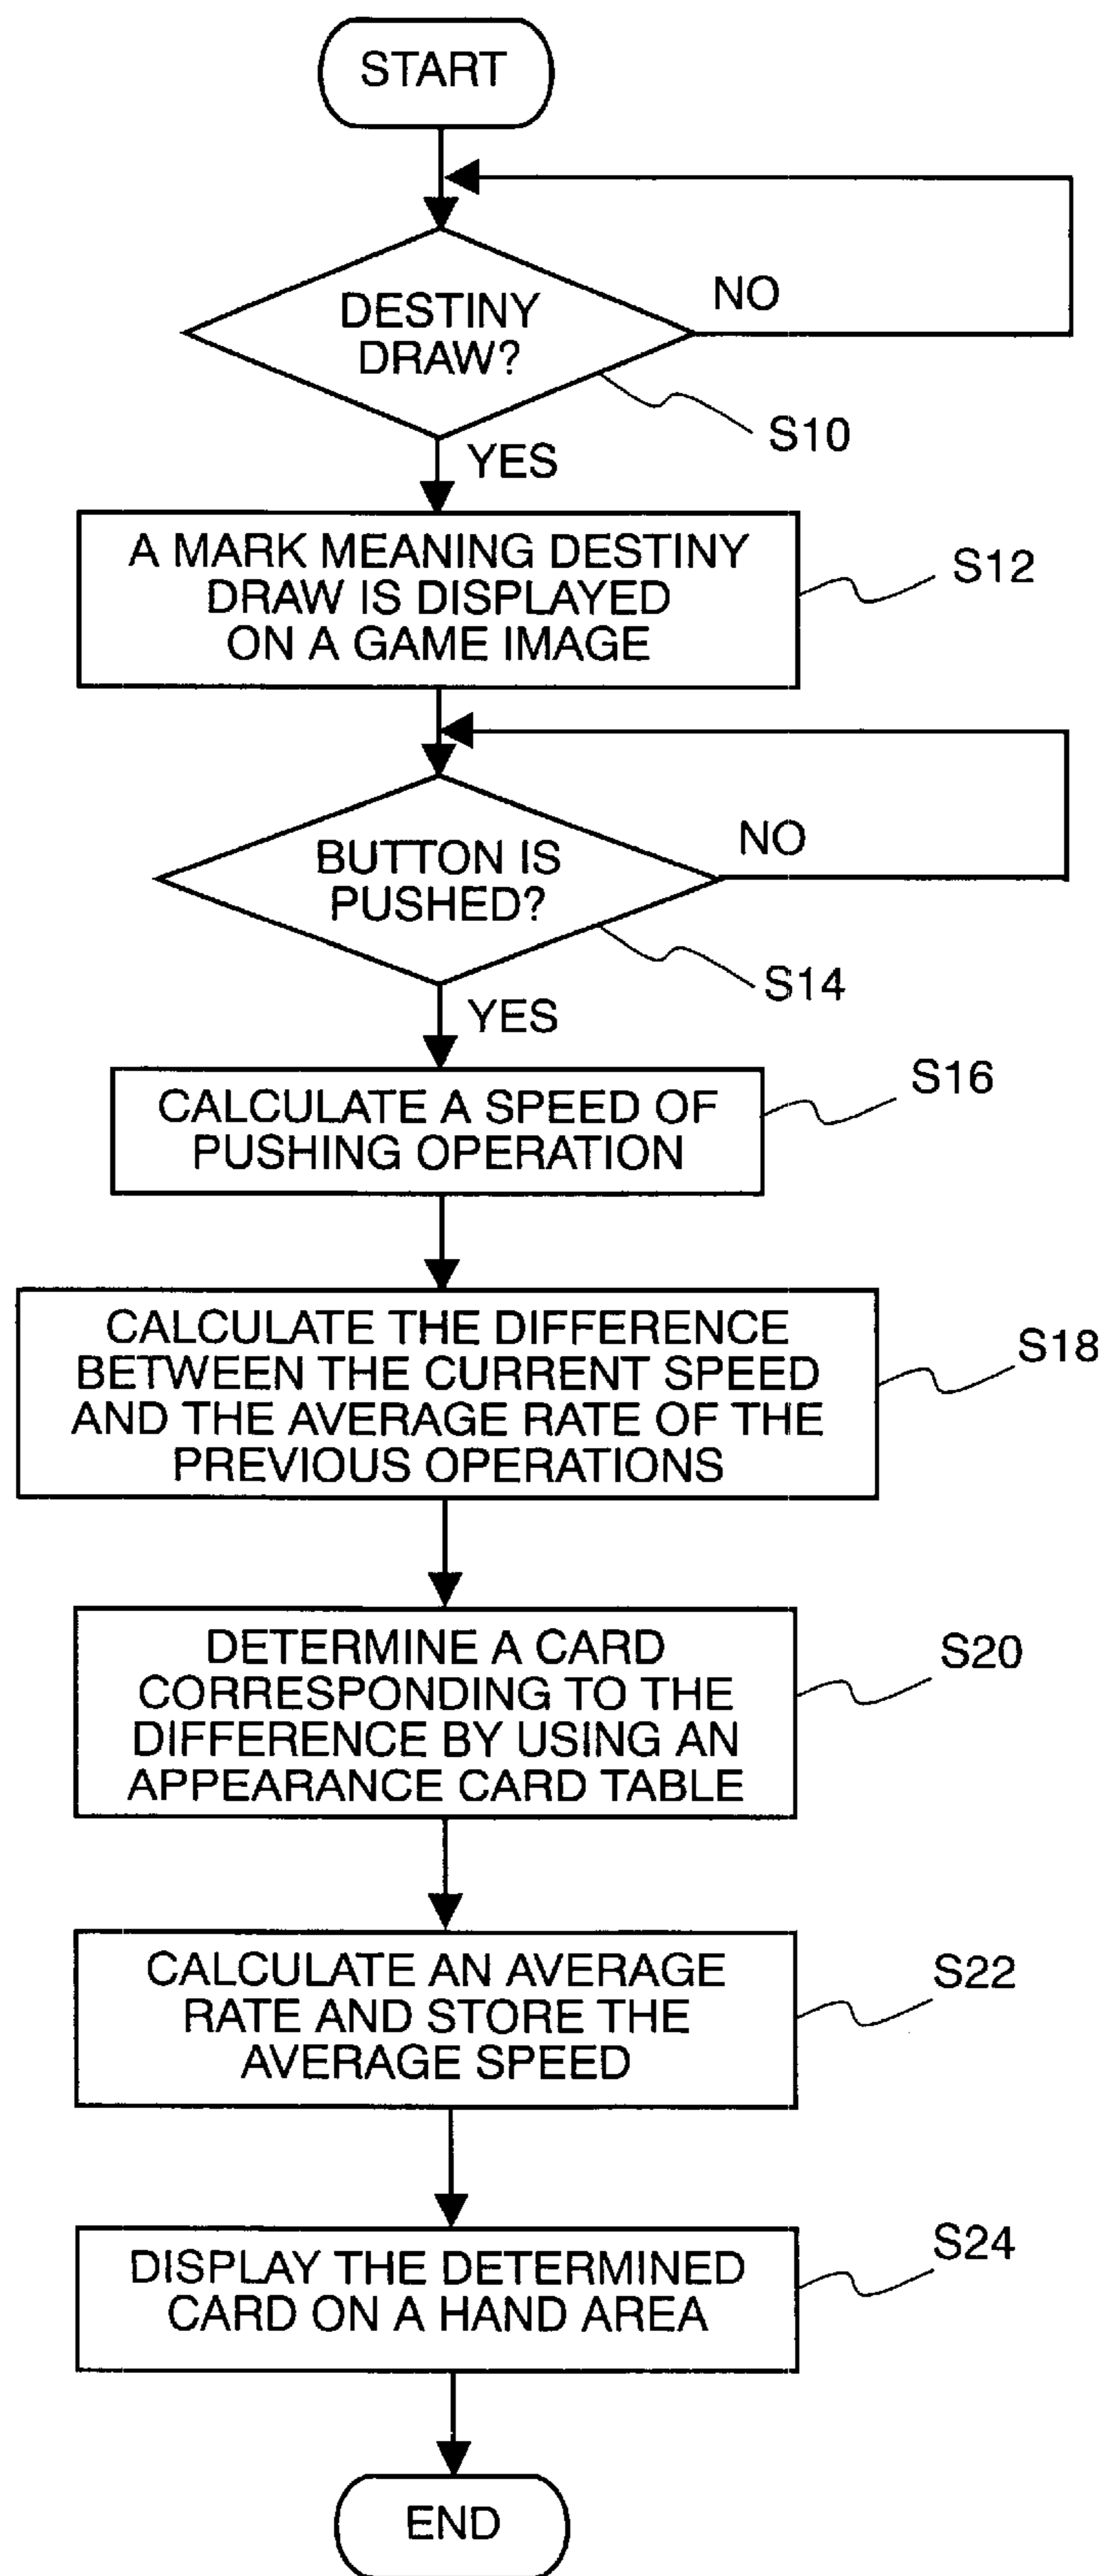 START
DESTINY
DRAW?
NO
S10
YES
A MARK MEANING DESTINY
DRAW IS DISPLAYED
ON A GAME IMAGE
S12
BUTTON IS
PUSHED?
NO
S14
YES
CALCULATE A SPEED OF
PUSHING OPERATION
S16
CALCULATE THE DIFFERENCE
BETWEEN THE CURRENT SPEED
AND THE AVERAGE RATE OF THE
PREVIOUS OPERATIONS
S18
DETERMINE A CARD
CORRESPONDING TO THE
DIFFERENCE BY USING AN
APPEARANCE CARD TABLE
S20
CALCULATE AN AVERAGE
RATE AND STORE THE
AVERAGE SPEED
S22
DISPLAY THE DETERMINED
CARD ON A HAND AREA
S24
END